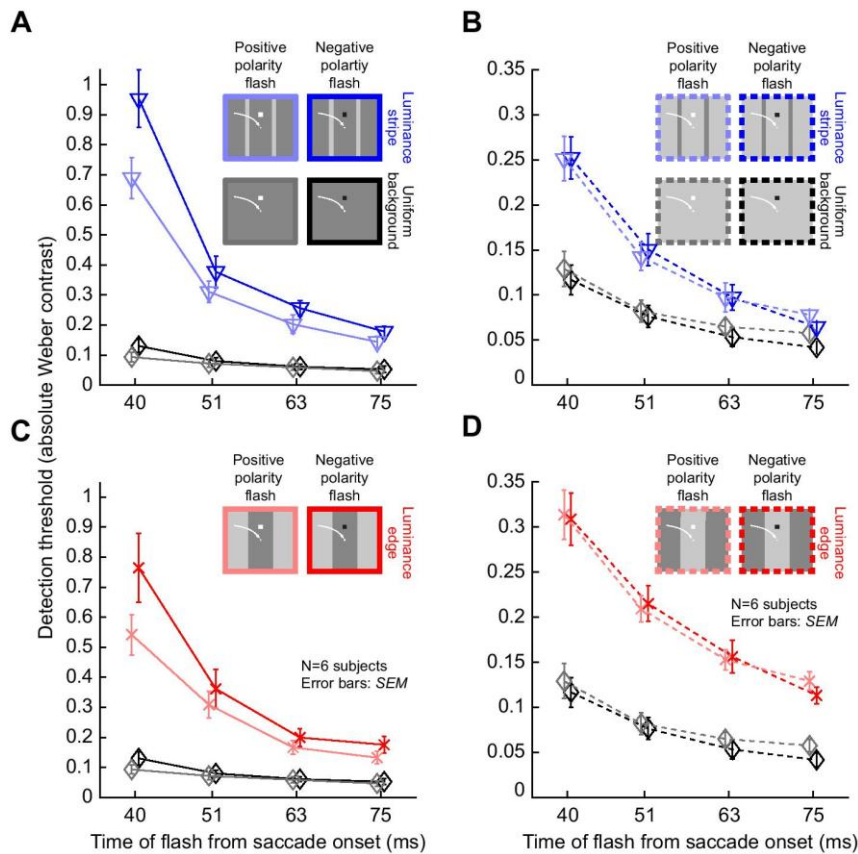 A
Positive
polarity
flash
Negative
polartiy
flash
Luminance
stripe
Uniform
background
1
0.9
0.8
0.7
0.6
0.5
0.4
0.3
0.2
0.1
0
40
51
63
75
B
Positive
polarity
flash
Negative
polarity
flash
Luminance
stripe
Uniform
background
0.35
0.3
0.25
0.2
0.15
0.1
0.05
0
40
51
63
75
Detection threshold (absolute Weber contrast)
C
Positive
polarity
flash
Negative
polarity
flash
Luminance
edge
N=6 subjects
Error bars: SEM
1
0.9
0.8
0.7
0.6
0.5
0.4
0.3
0.2
0.1
0
40
51
63
75
Time of flash from saccade onset (ms)
D
Positive
polarity
flash
Negative
polarity
flash
Luminance
edge
N=6 subjects
Error bars: SEM
0.35
0.3
0.25
0.2
0.15
0.1
0.05
0
40
51
63
75
Time of flash from saccade onset (ms)